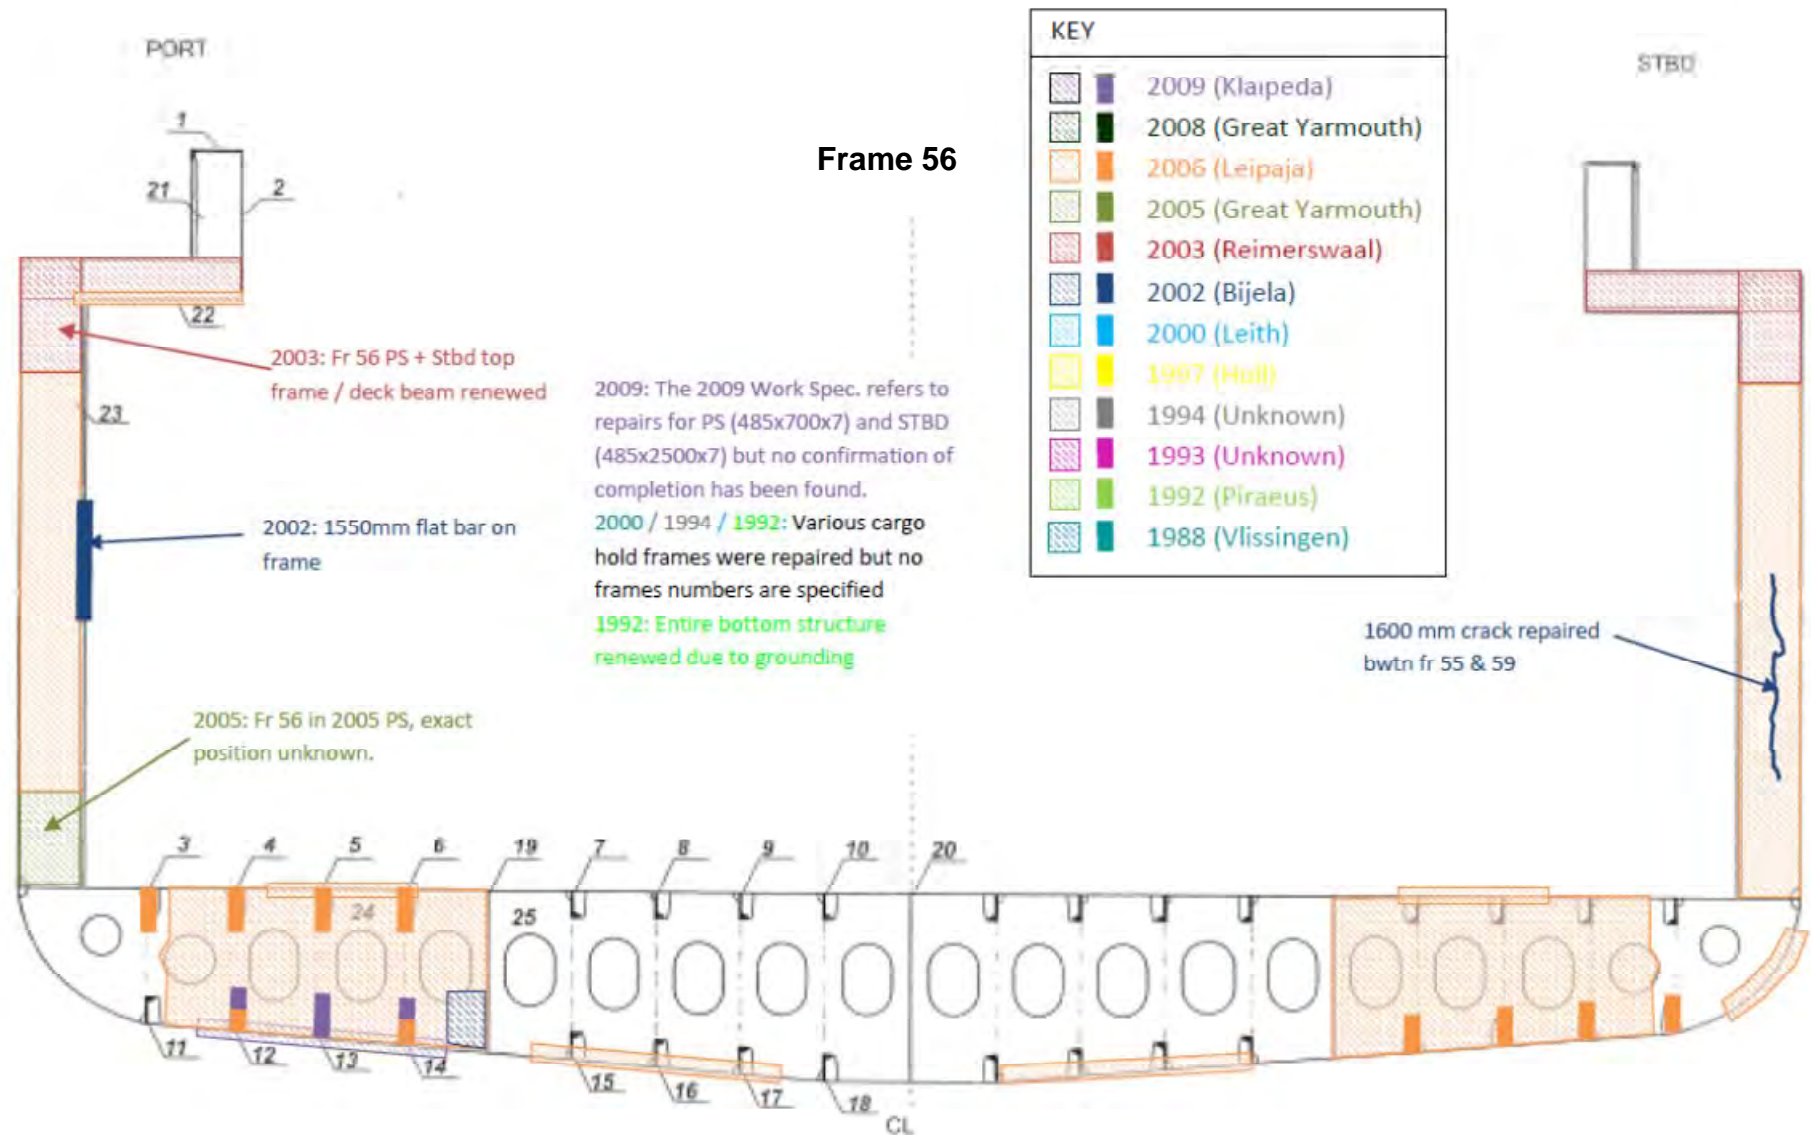 PORT
Frame 56
STBD
KEY
2009 (Klaipeda)
2008 (Great Yarmouth)
2006 (Leipaja)
2005 (Great Yarmouth)
2003 (Reimerswaal)
2002 (Bijela)
2000 (Leith)
1997 (Hull)
1994 (Unknown)
1993 (Unknown)
1992 (Piraeus)
1988 (Vlissingen)
1
21
2
22
23
2003: Fr 56 PS + Stbd top
frame / deck beam renewed
2002: 1550mm flat bar on
frame
2005: Fr 56 in 2005 PS, exact
position unknown.
2009: The 2009 Work Spec. refers to
repairs for PS (485x700x7) and STBD
(485x2500x7) but no confirmation of
completion has been found.
2000 / 1994 / 1992: Various cargo
hold frames were repaired but no
frames numbers are specified
1992: Entire bottom structure
renewed due to grounding
1600 mm crack repaired
bwtn fr 55 & 59
3
4
5
6
19
7
8
9
10
20
24
25
11
12
13
14
15
16
17
18
CL